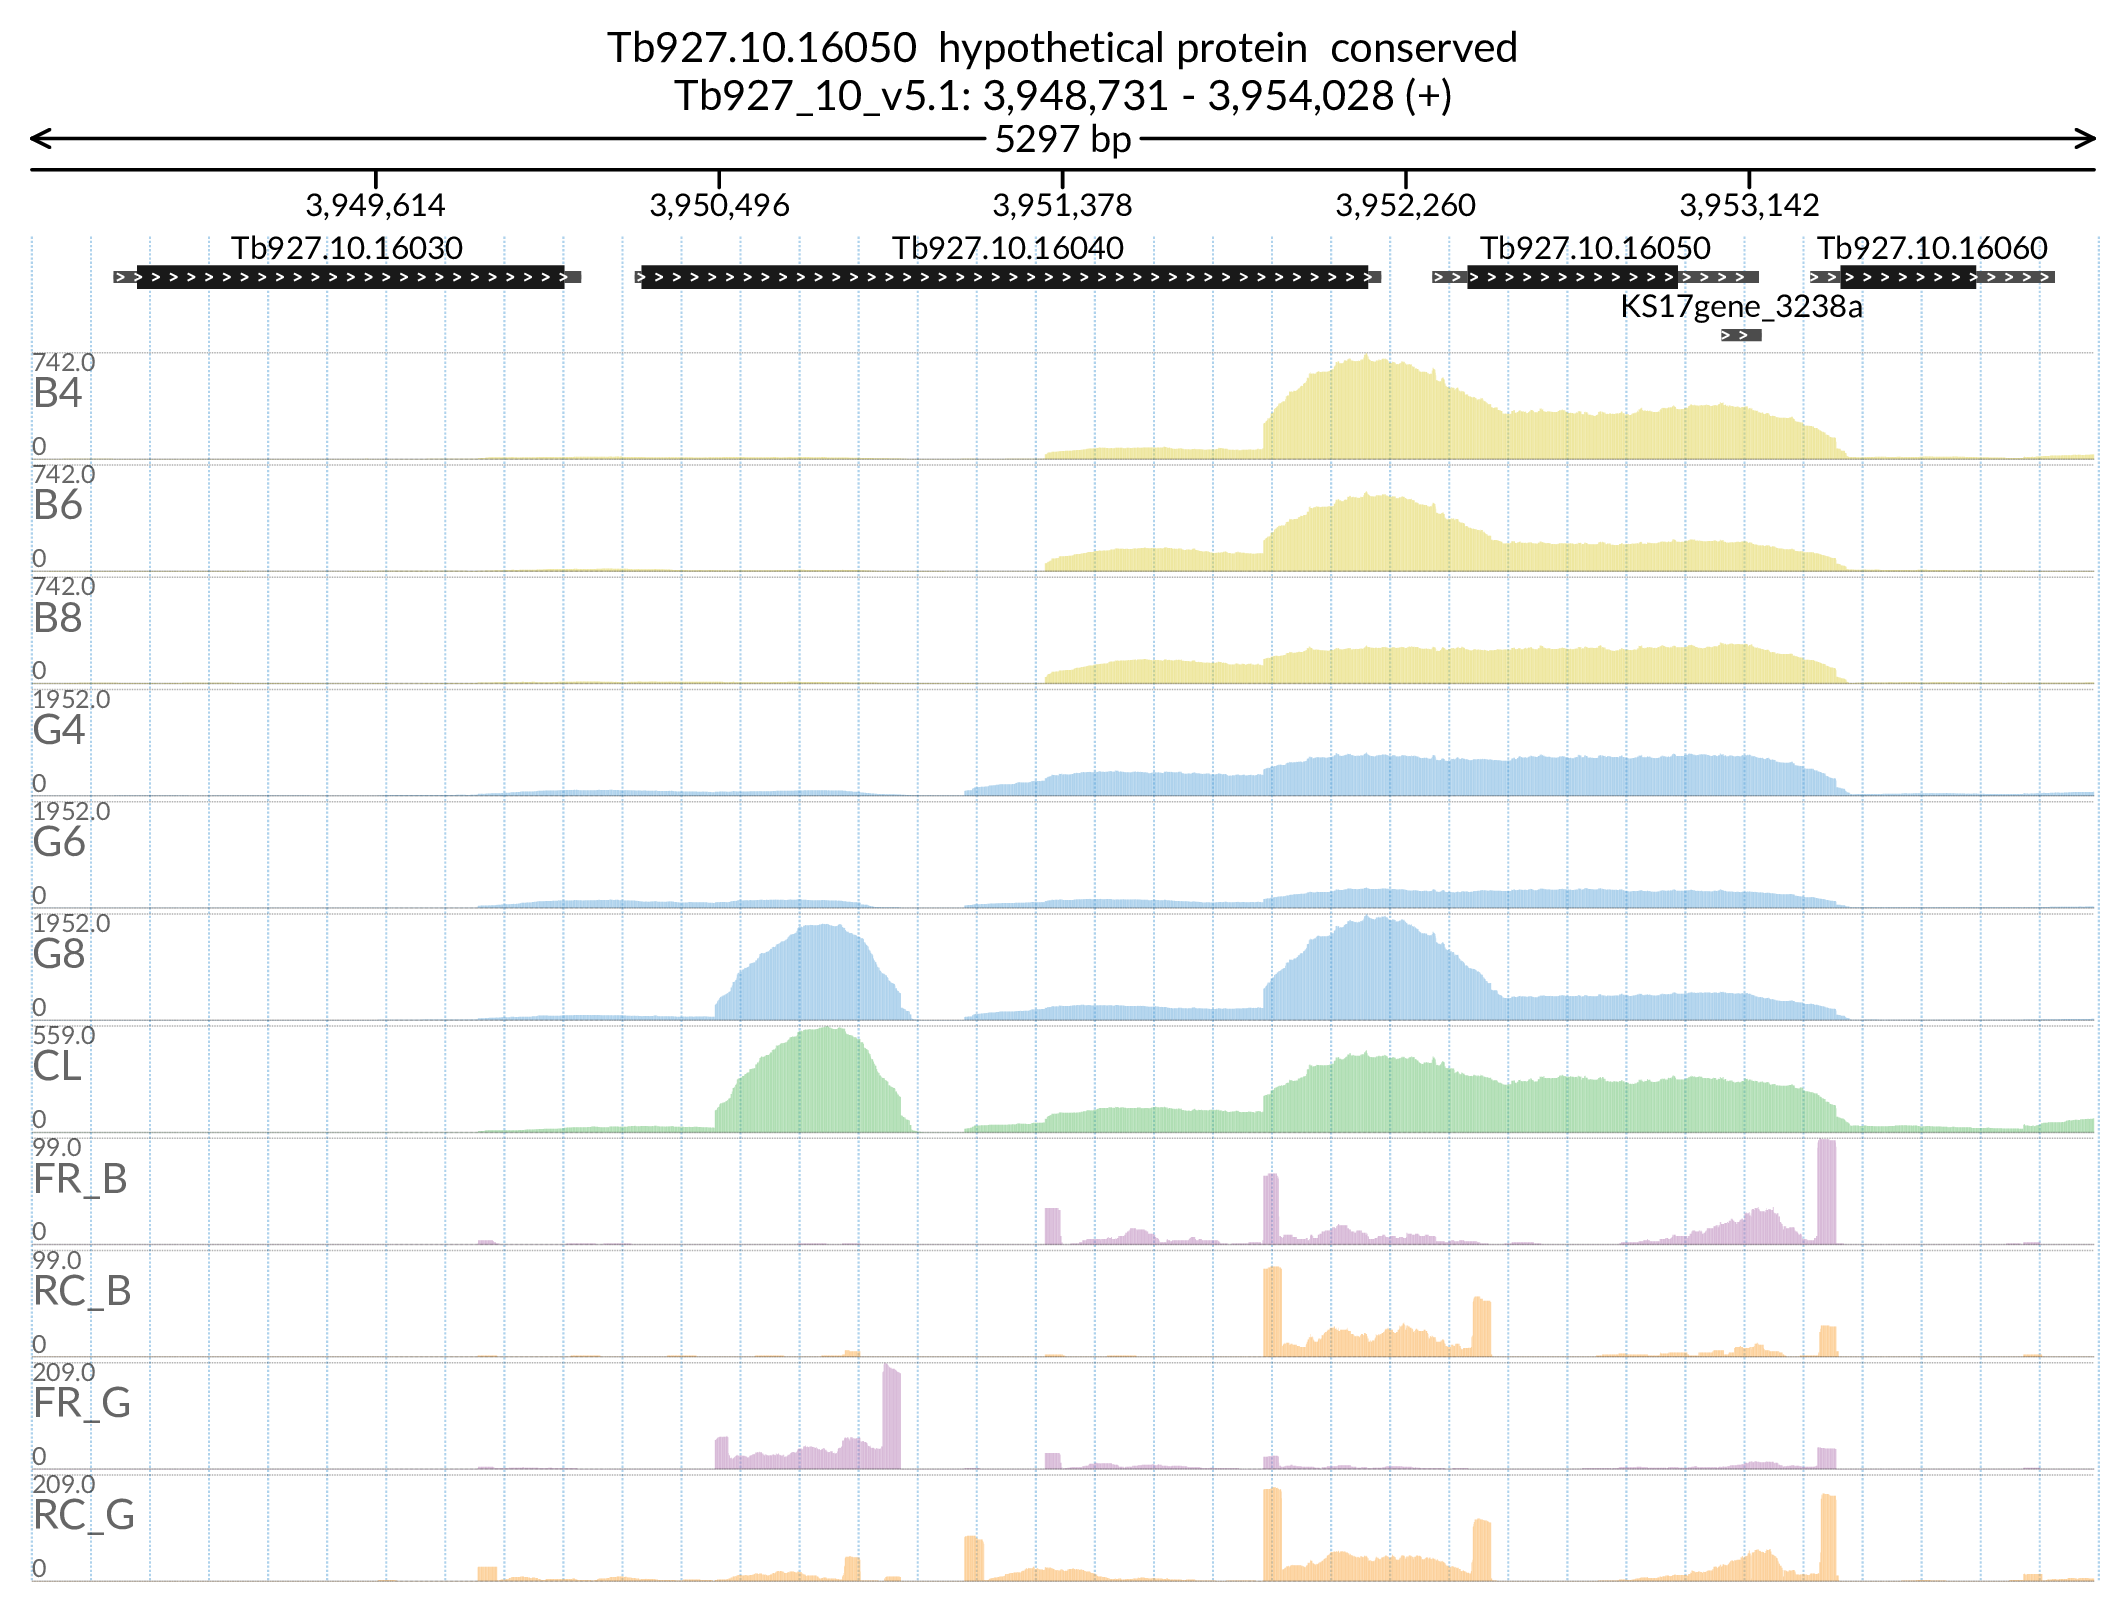 Tb927.10.16050  hypothetical protein  conserved
Tb927_10_v5.1: 3,948,731 - 3,954,028 (+)
5297 bp
3,949,614 3,950,496 3,951,378 3,952,260 3,953,142
Tb927.10.16030 Tb927.10.16040 Tb927.10.16050 Tb927.10.16060
KS17gene_3238a
742.0
B4
0
742.0
B6
0
742.0
B8
0
1952.0
G4
0
1952.0
G6
0
1952.0
G8
0
559.0
CL
0
99.0
FR_B
0
99.0
RC_B
0
209.0
FR_G
0
209.0
RC_G
0